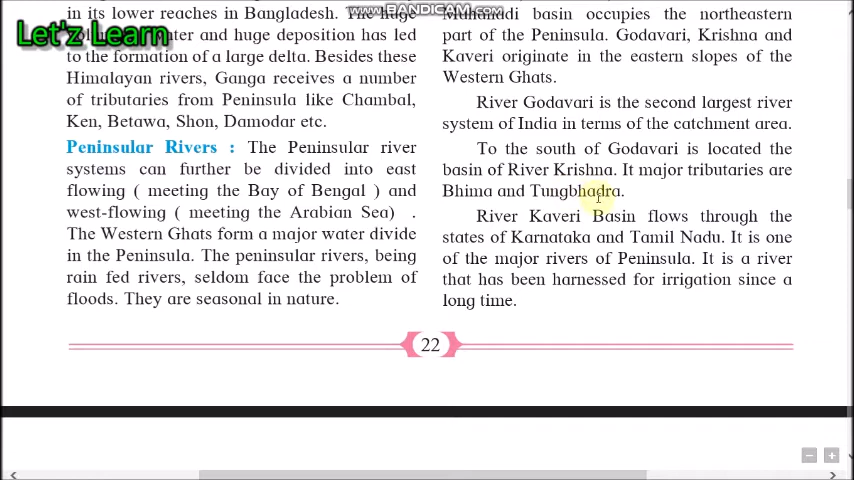 www.BANDICAM.com
Let'z Learn
in its lower reaches in Bangladesh. The huge
and huge deposition has led
to the formation of a large delta. Besides these
Himalayan rivers, Ganga receives a number
of tributaries from Peninsula like Chambal,
Ken, Betawa, Shon, Damodar etc.
Peninsular Rivers : The Peninsular river
systems can further be divided into east
flowing ( meeting the Bay of Bengal ) and
west-flowing ( meeting the Arabian Sea) .
The Western Ghats form a major water divide
in the Peninsula. The peninsular rivers, being
rain fed rivers, seldom face the problem of
floods. They are seasonal in nature.
basin occupies the northeastern
part of the Peninsula. Godavari, Krishna and
Kaveri originate in the eastern slopes of the
Western Ghats.
River Godavari is the second largest river
system of India in terms of the catchment area.
To the south of Godavari is located the
basin of River Krishna. It major tributaries are
Bhima and Tungbhadra.
River Kaveri Basin flows through the
states of Karnataka and Tamil Nadu. It is one
of the major rivers of Peninsula. It is a river
that has been harnessed for irrigation since a
long time.
22